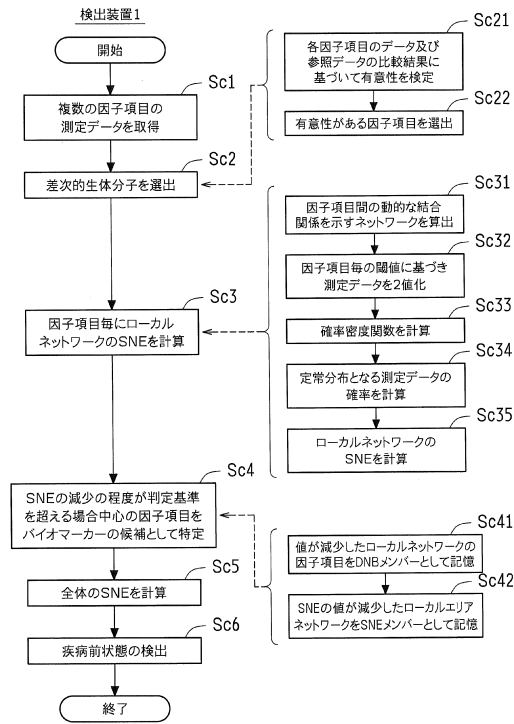 検出装置1
開始
Sc1
複数の因子項目の
測定データを取得
Sc2
差次的生体分子を選出
Sc21
各因子項目のデータ及び
参照データの比較結果に
基づいて有意性を検定
Sc22
有意性がある因子項目を選出
Sc3
因子項目毎にローカル
ネットワークのSNEを計算
Sc31
因子項目間の動的な結合
関係を示すネットワークを算出
Sc32
因子項目毎の閾値に基づき
測定データを2値化
Sc33
確率密度関数を計算
Sc34
定常分布となる測定データの
確率を計算
Sc35
ローカルネットワークの
SNEを計算
Sc4
SNEの減少の程度が判定基準
を超える場合中心の因子項目を
バイオマーカーの候補として特定
Sc41
値が減少したローカルネットワークの
因子項目をDNBメンバーとして記憶
Sc42
SNEの値が減少したローカルエリア
ネットワークをSNEメンバーとして記憶
Sc5
全体のSNEを計算
Sc6
疾病前状態の検出
終了